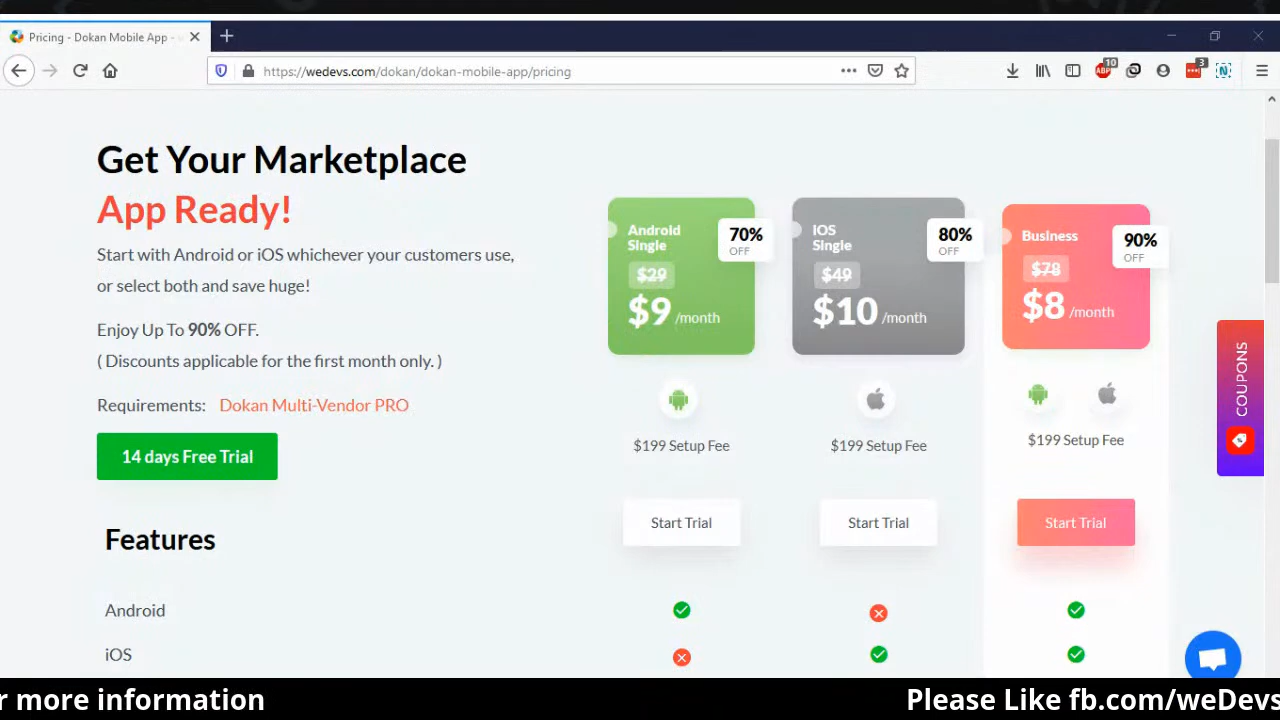 Pricing - Dokan Mobile App -
https://wedevs.com/dokan/dokan-mobile-app/pricing
ABP
10
3
N
Get Your Marketplace
App Ready!
Start with Android or iOS whichever your customers use,
or select both and save huge!
Enjoy Up To 90% OFF.
( Discounts applicable for the first month only. )
Requirements: Dokan Multi-Vendor PRO
14 days Free Trial
Android
Single
70%
OFF
$29
$9 /month
$199 Setup Fee
Start Trial
IOS
Single
80%
OFF
$49
$10 /month
$199 Setup Fee
Start Trial
Business
90%
OFF
$78
$8 /month
$199 Setup Fee
Start Trial
COUPONS
Features
Android
iOS
r more information
Please Like fb.com/weDevs